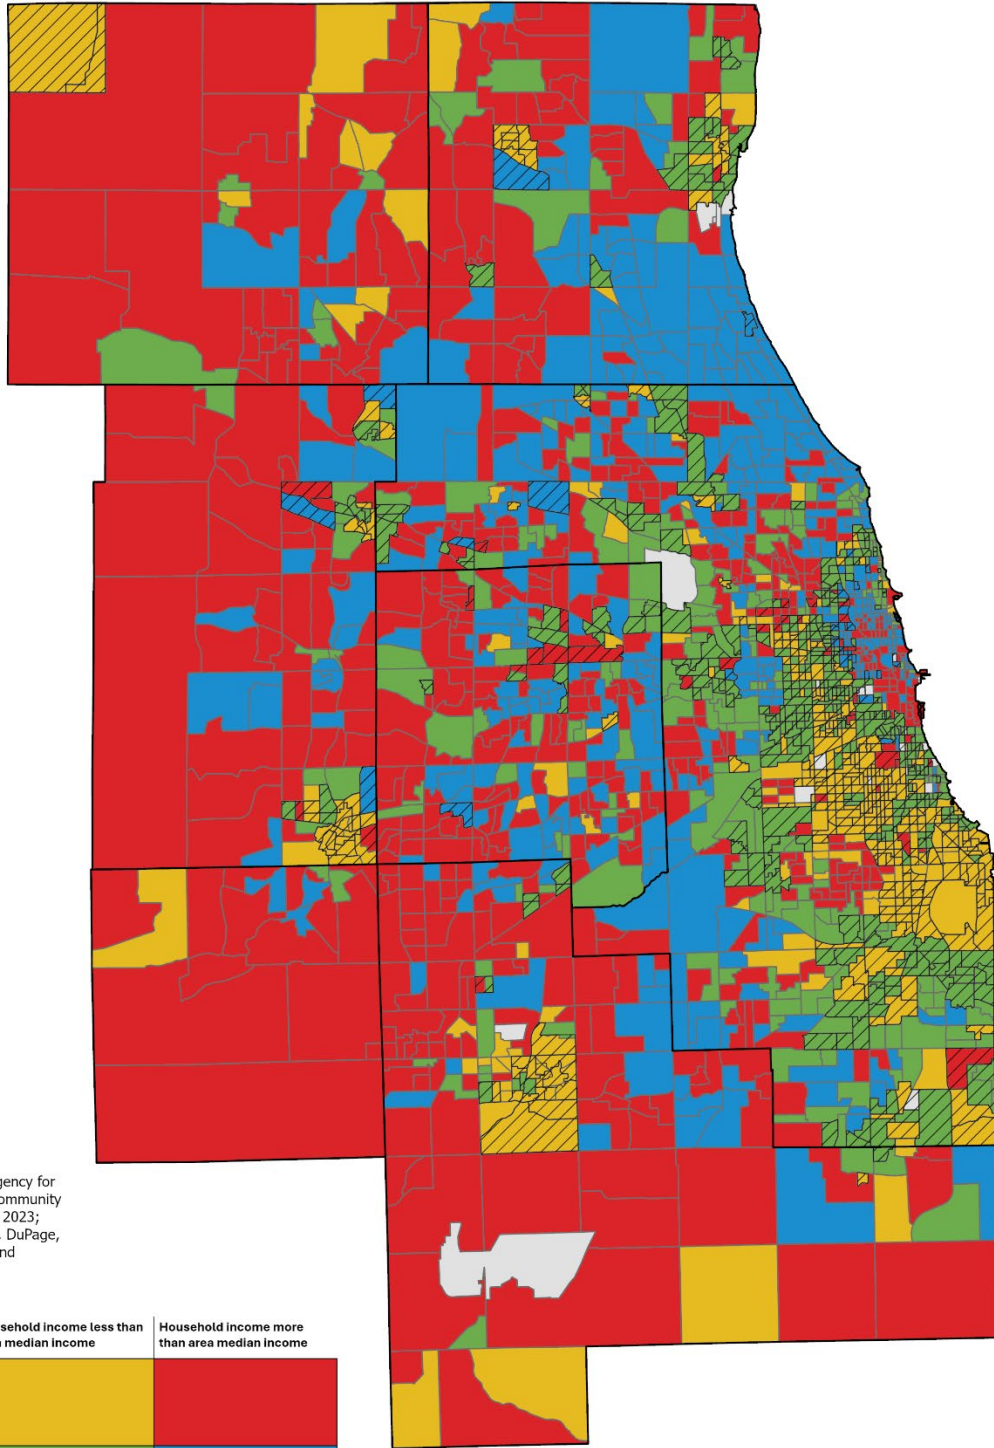 gency for
ommunity
2023;
DuPage,
nd
sehold income less than
median income
Household income more
than area median income